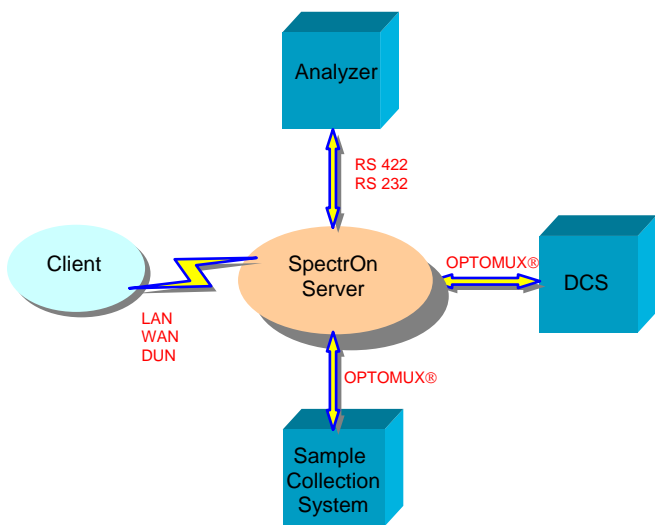 Analyzer
RS 422
RS 232
Client
SpectrOn
Server
OPTOMUX®
DCS
LAN
WAN
DUN
OPTOMUX®
Sample
Collection
System